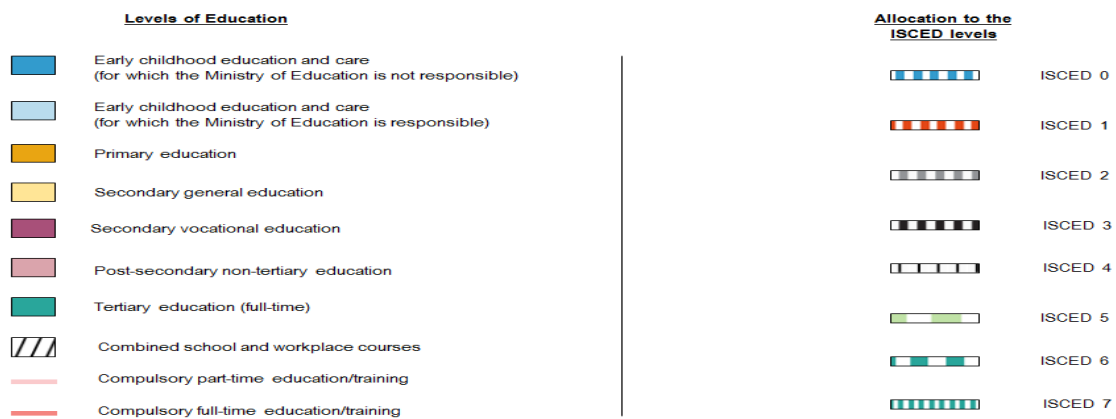 Levels of Education
Early childhood education and care
(for which the Ministry of Education is not responsible)
Early childhood education and care
(for which the Ministry of Education is responsible)
Primary education
Secondary general education
Secondary vocational education
Post-secondary non-tertiary education
Tertiary education (full-time)
Combined school and workplace courses
Compulsory part-time education/training
Compulsory full-time education/training
Allocation to the
ISCED levels
ISCED 0
ISCED 1
ISCED 2
ISCED 3
ISCED 4
ISCED 5
ISCED 6
ISCED 7